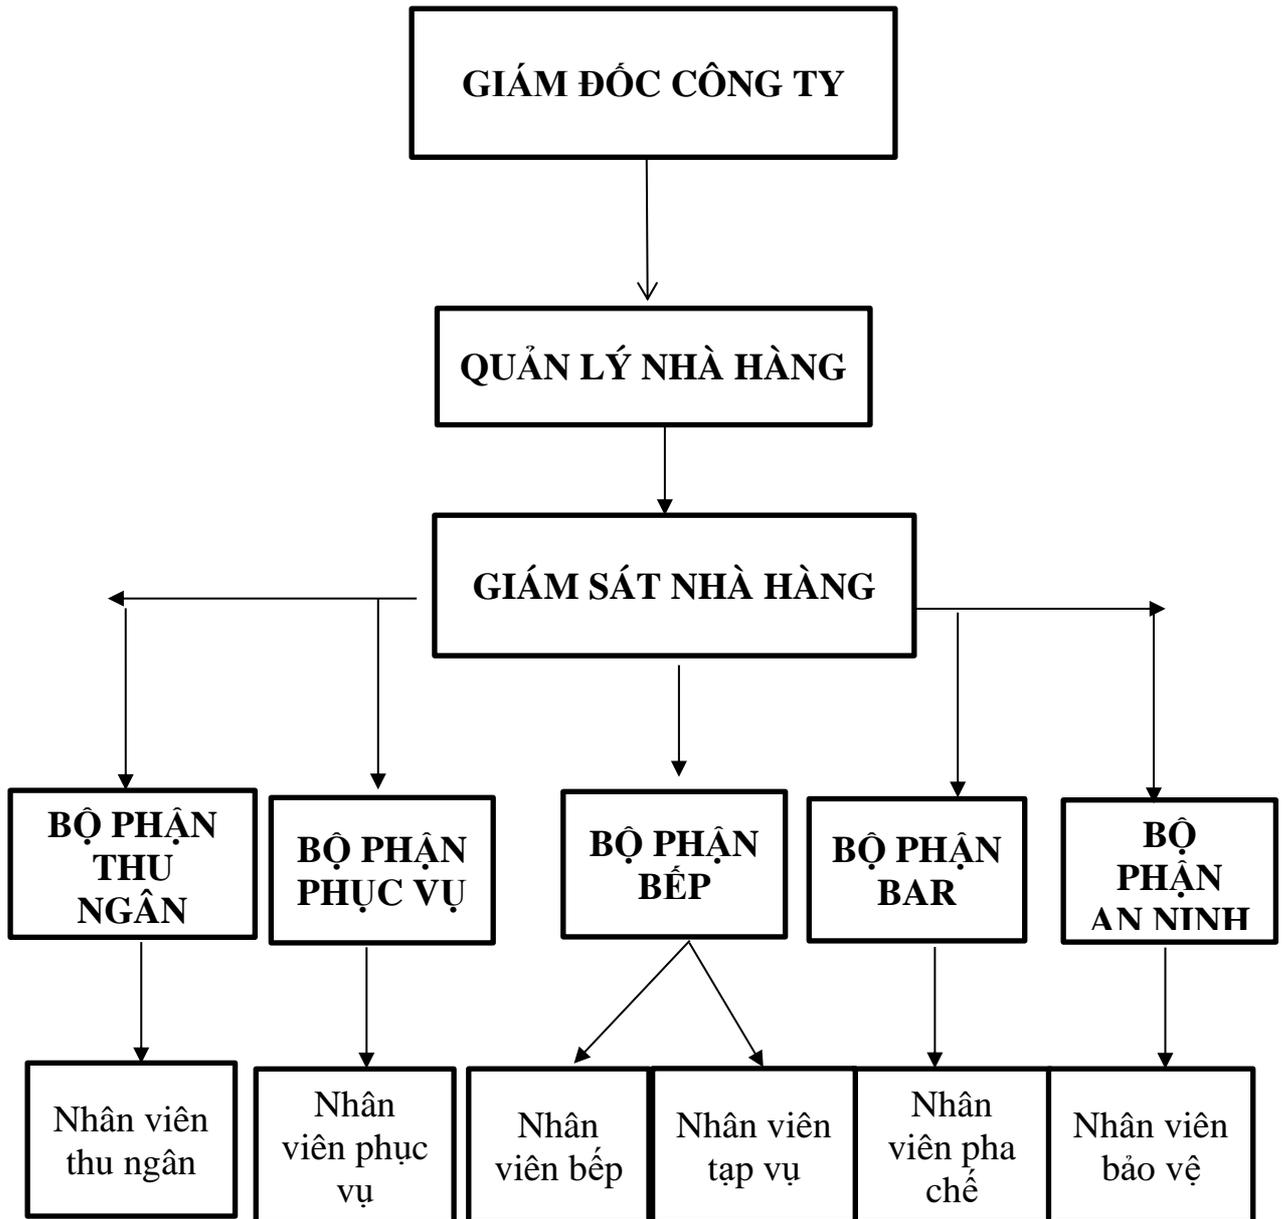 GIÁM ĐỐC CÔNG TY
QUẢN LÝ NHÀ HÀNG
GIÁM SÁT NHÀ HÀNG
BỘ PHẬN
THU
NGÂN
BỘ PHẬN
PHỤC VỤ
BỘ PHẬN
BẾP
BỘ PHẬN
BAR
BỘ
PHẬN
AN NINH
Nhân viên
thu ngân
Nhân
viên phục
vụ
Nhân
viên bếp
Nhân viên
tạp vụ
Nhân
viên pha
chế
Nhân viên
bảo vệ